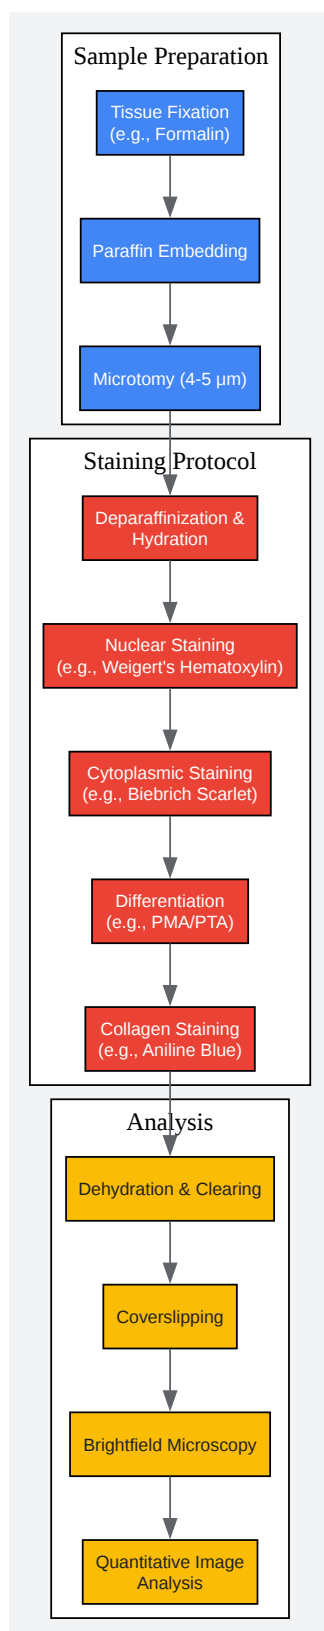 Sample Preparation
Tissue Fixation
(e.g., Formalin)
Paraffin Embedding
Microtomy (4-5 μm)
Staining Protocol
Deparaffinization &
Hydration
Nuclear Staining
(e.g., Weigert's Hematoxylin)
Cytoplasmic Staining
(e.g., Biebrich Scarlet)
Differentiation
(e.g., PMA/PTA)
Collagen Staining
(e.g., Aniline Blue)
Analysis
Dehydration & Clearing
Coverslipping
Brightfield Microscopy
Quantitative Image
Analysis